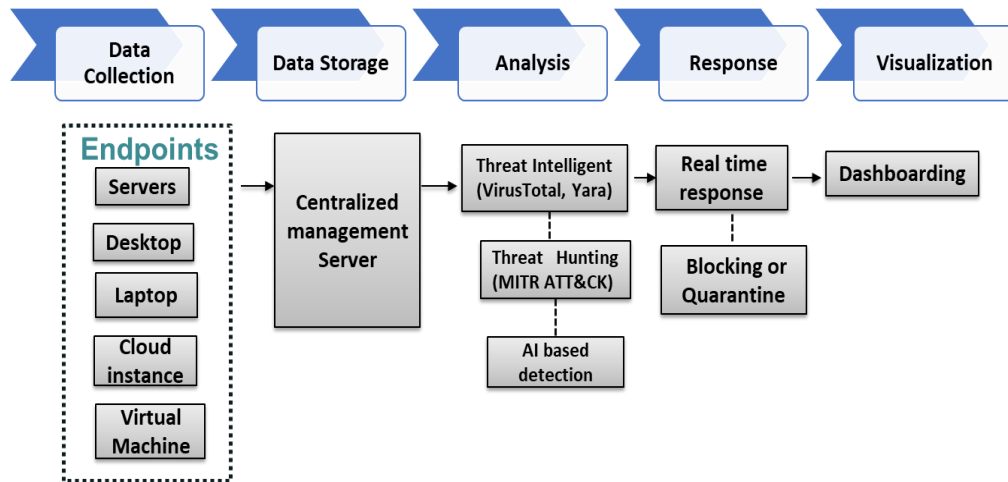 Data
Collection
Data Storage
Analysis
Response
Visualization
Endpoints
Servers
Desktop
Laptop
Cloud
instance
Virtual
Machine
Centralized
management
Server
Threat Intelligent
(VirusTotal, Yara)
Threat Hunting
(MITR ATT&CK)
AI based
detection
Real time
response
Blocking or
Quarantine
Dashboarding